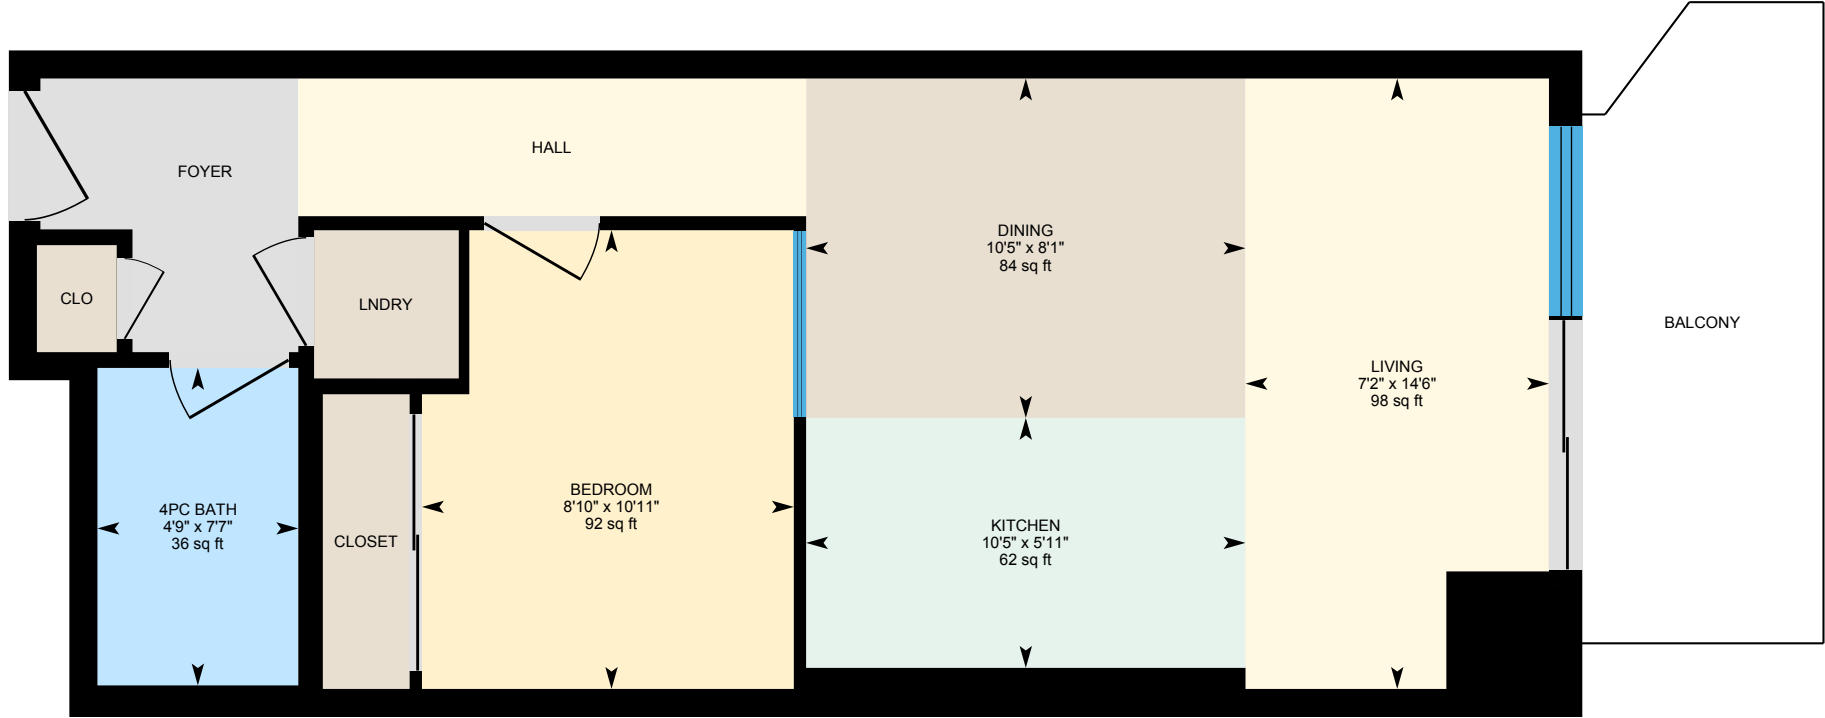 FOYER
HALL
CLO
LNDRY
DINING
10'5" x 8'1"
84 sq ft
BALCONY
LIVING
7'2" x 14'6"
98 sq ft
4PC BATH
4'9" x 7'7"
36 sq ft
CLOSET
BEDROOM
8'10" x 10'11"
92 sq ft
KITCHEN
10'5" x 5'11"
62 sq ft